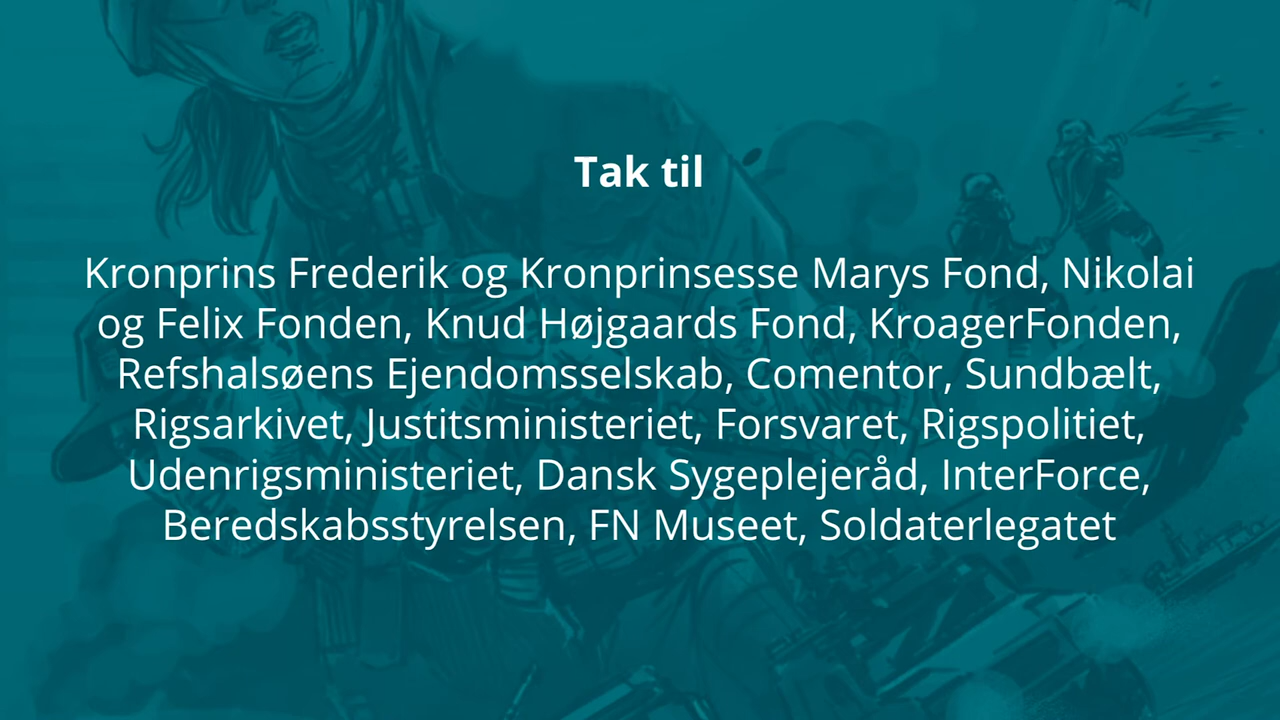 Tak til
Kronprins Frederik og Kronprinsesse Marys Fond, Nikolai
og Felix Fonden, Knud Højgaards Fond, KroagerFonden,
Refshalsøens Ejendomsselskab, Comentor, Sundbælt,
Rigsarkivet, Justitsministeriet, Forsvaret, Rigspolitiet,
Udenrigsministeriet, Dansk Sygeplejeråd, InterForce,
Beredskabsstyrelsen, FN Museet, Soldaterlegatet